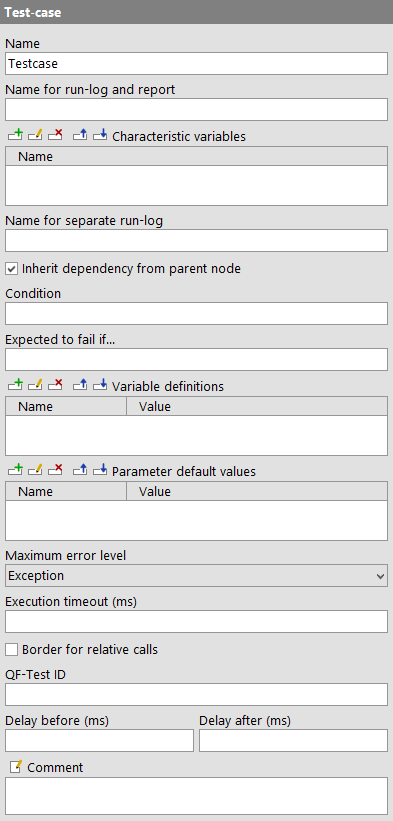 Test-case
Name
Testcase
Name for run-log and report
Characteristic variables
Name
Name for separate run-log
Inherit dependency from parent node
Condition
Expected to fail if...
Variable definitions
Name Value
Parameter default values
Name Value
Maximum error level
Exception
Execution timeout (ms)
Border for relative calls
QF-Test ID
Delay before (ms) Delay after (ms)
Comment